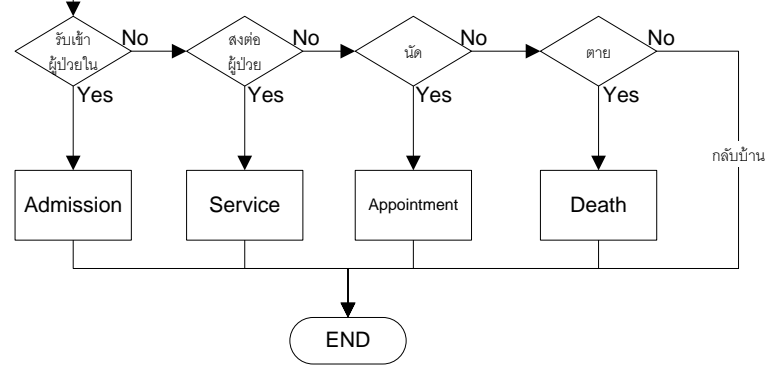 รับเข้า
ผู้ป่วยใน
No
ส่งต่อ
ผู้ป่วย
No
นัด
No
ตาย
No
Yes
Yes
Yes
Yes
กลับบ้าน
Admission
Service
Appointment
Death
END